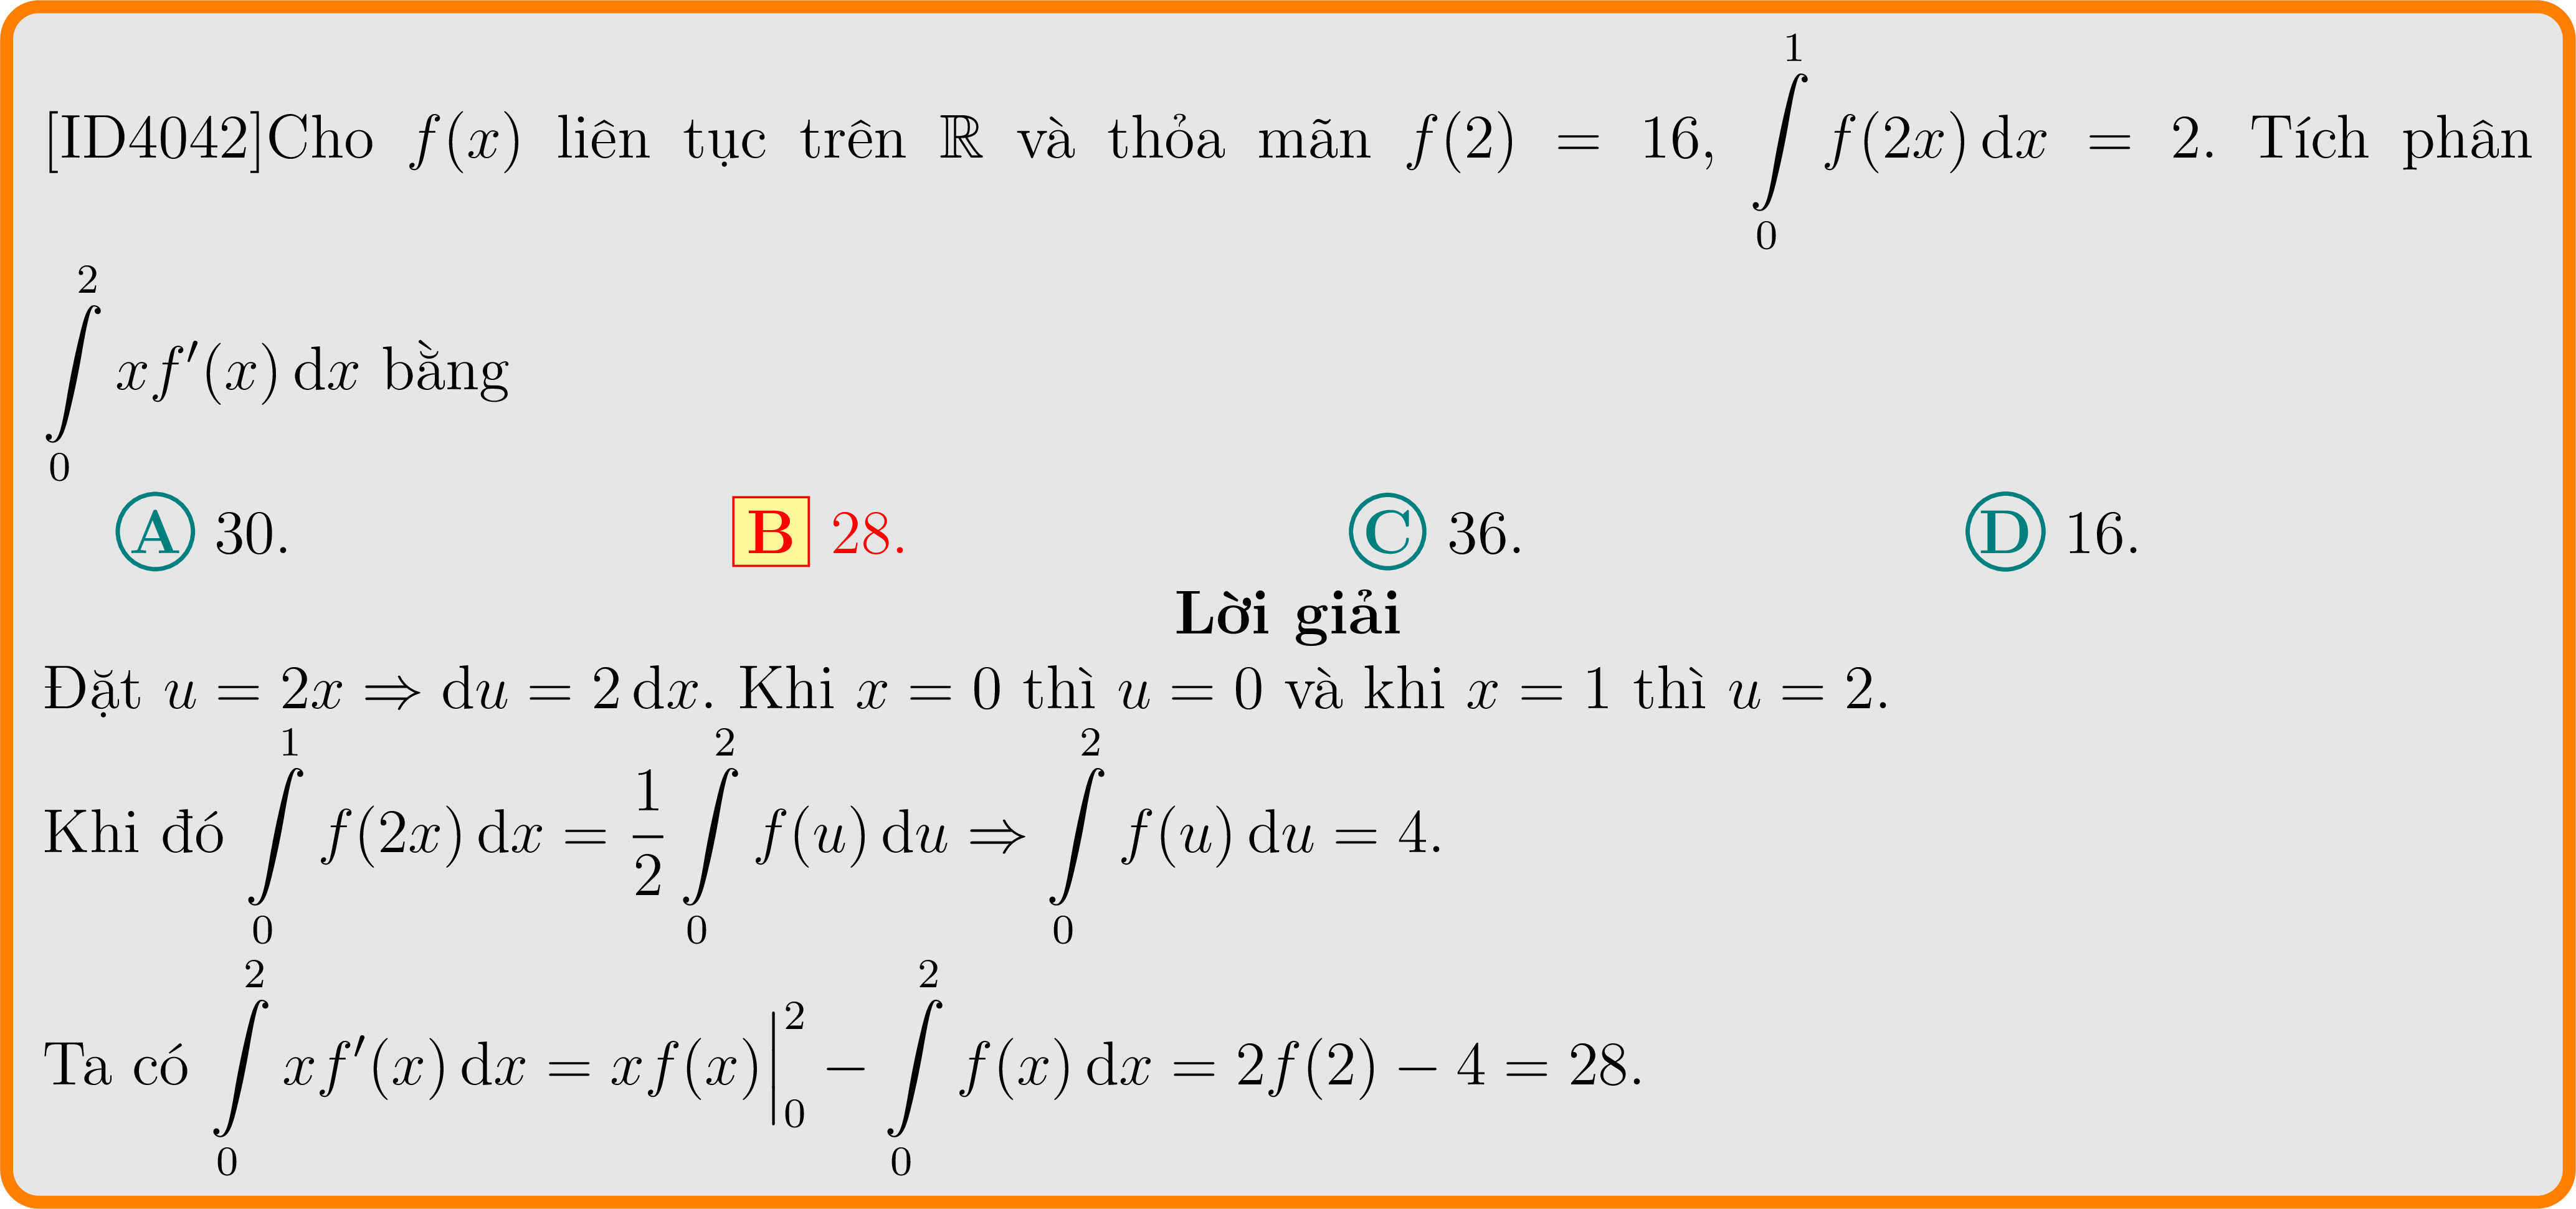 [ID4042]Cho $f(x)$ liên tục trên $\mathbb{R}$ và thỏa mãn $f(2) = 16$, $\int\limits_0^1 f(2x)\,\mathrm{d}x = 2$. Tích phân
$\int\limits_0^2 xf'(x)\,\mathrm{d}x$ bằng
A 30. B 28. C 36. D 16.
Lời giải
Đặt $u = 2x \Rightarrow \mathrm{d}u = 2\,\mathrm{d}x$. Khi $x = 0$ thì $u = 0$ và khi $x = 1$ thì $u = 2$.
Khi đó $\int\limits_0^1 f(2x)\,\mathrm{d}x = \frac{1}{2}\int\limits_0^2 f(u)\,\mathrm{d}u \Rightarrow \int\limits_0^2 f(u)\,\mathrm{d}u = 4$.
Ta có $\int\limits_0^2 xf'(x)\,\mathrm{d}x = xf(x)\Big|_0^2 - \int\limits_0^2 f(x)\,\mathrm{d}x = 2f(2) - 4 = 28$.